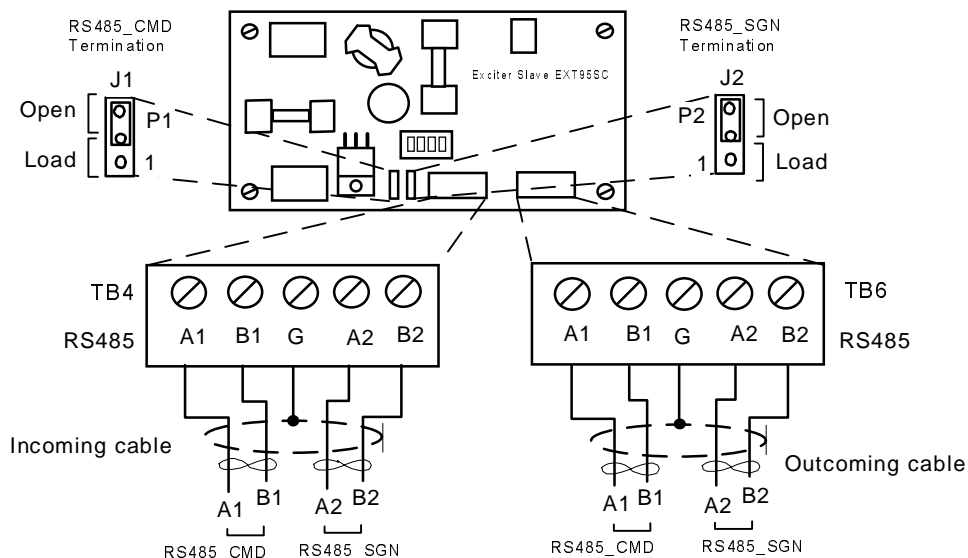 RS485_CMD
Termination
J1
Open
P1
Load
1
Exciter Slave EXT95SC
RS485_SGN
Termination
J2
P2
Open
1
Load
TB4
RS485
A1 B1 G A2 B2
A1 B1 G A2 B2
TB6
RS485
Incoming cable
A1 B1 A2 B2
RS485_CMD RS485_SGN
Outcoming cable
A1 B1 A2 B2
RS485_CMD RS485_SGN